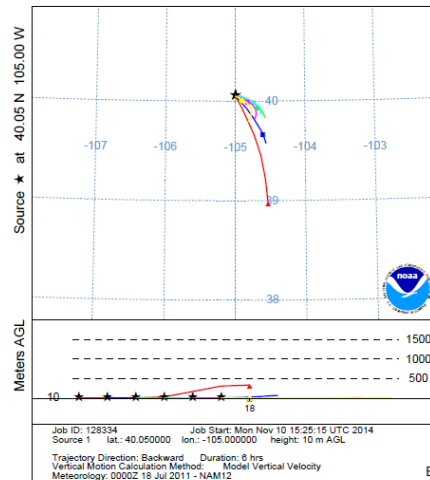 Source ★ at 40.05 N 105.00 W
40
-107
-106
-105
-104
-103
39
38
noaa
Meters AGL
1500
1000
500
10
18
Job ID: 128334 Job Start: Mon Nov 10 15:25:15 UTC 2014
Source 1 lat.: 40.050000 lon.: -105.000000 height: 10 m AGL
Trajectory Direction: Backward Duration: 6 hrs
Vertical Motion Calculation Method: Model Vertical Velocity
Meteorology: 0000Z 18 Jul 2011 - NAM12